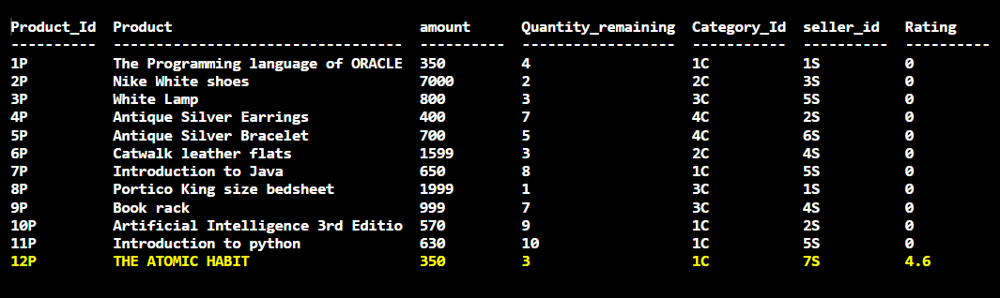 Product_Id  Product                             amount      Quantity_remaining  Category_Id  seller_id   Rating
----------  ----------------------------------  ----------  ------------------  -----------  ----------  ----------
1P          The Programming language of ORACLE  350         4                   1C           1S          0
2P          Nike White shoes                    7000        2                   2C           3S          0
3P          White Lamp                          800         3                   3C           5S          0
4P          Antique Silver Earrings             400         7                   4C           2S          0
5P          Antique Silver Bracelet             700         5                   4C           6S          0
6P          Catwalk leather flats               1599        3                   2C           4S          0
7P          Introduction to Java                650         8                   1C           5S          0
8P          Portico King size bedsheet          1999        1                   3C           1S          0
9P          Book rack                           999         7                   3C           4S          0
10P         Artificial Intelligence 3rd Editio  570         9                   1C           2S          0
11P         Introduction to python              630         10                  1C           5S          0
12P         THE ATOMIC HABIT                    350         3                   1C           7S          4.6